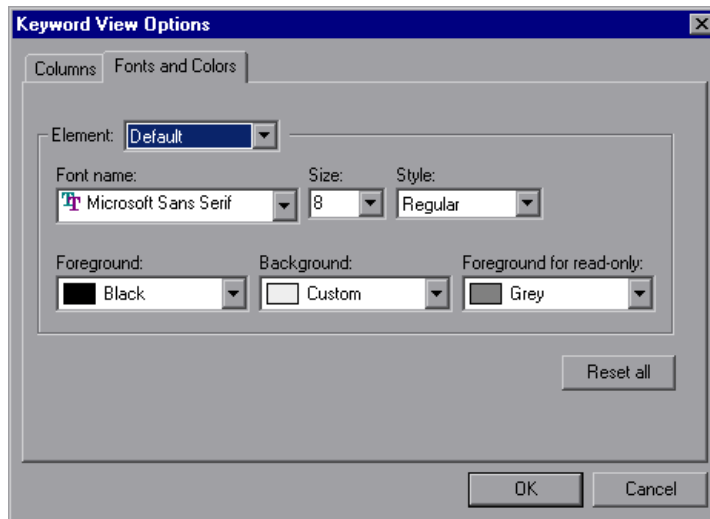 Keyword View Options
Columns Fonts and Colors
Element: Default
Font name: Size: Style:
Microsoft Sans Serif 8 Regular
Foreground: Background: Foreground for read-only:
Black Custom Grey
Reset all
OK Cancel